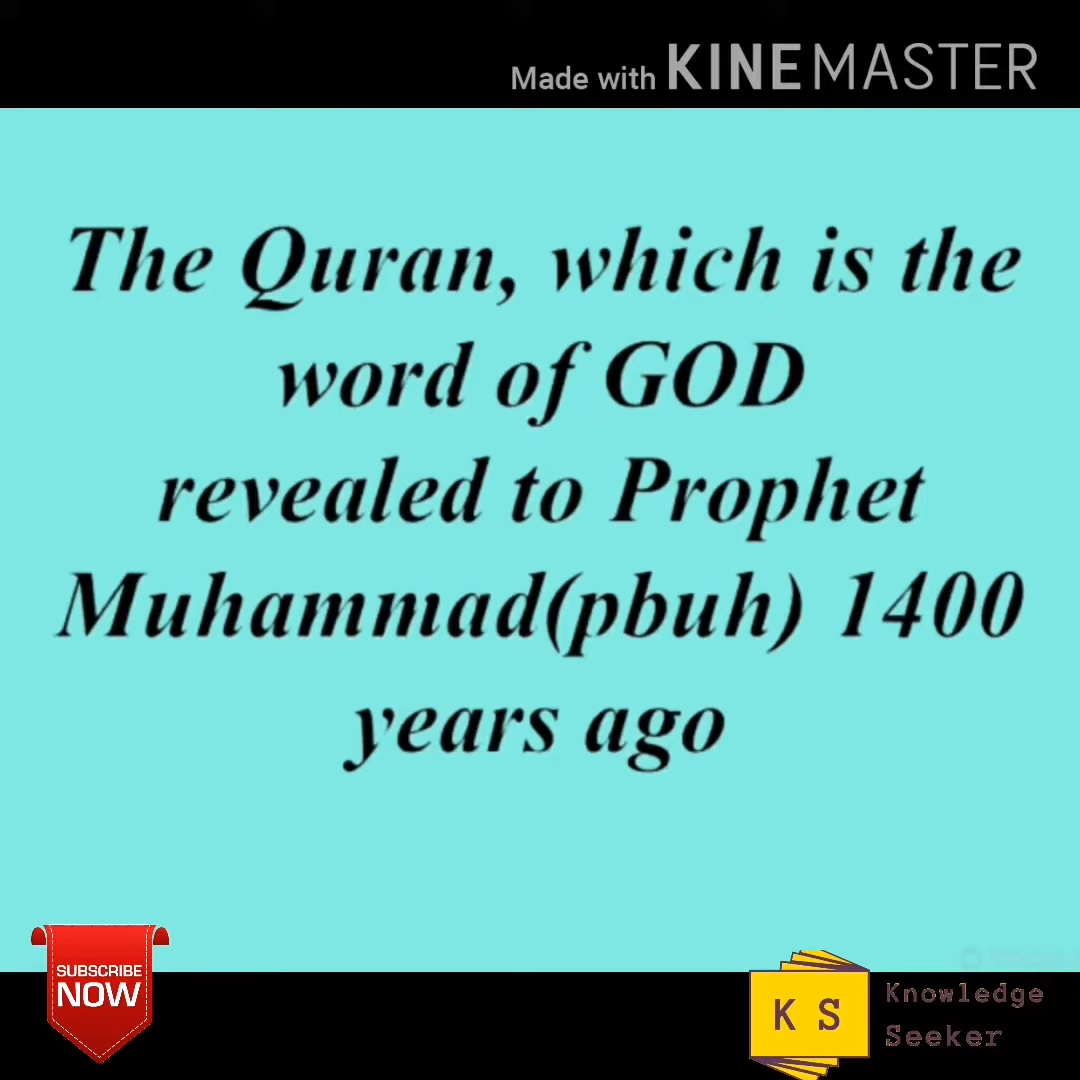 Made with KINEMASTER
The Quran, which is the
word of GOD
revealed to Prophet
Muhammad(pbuh) 1400
years ago
SUBSCRIBE
NOW
K S
Knowledge
Seeker